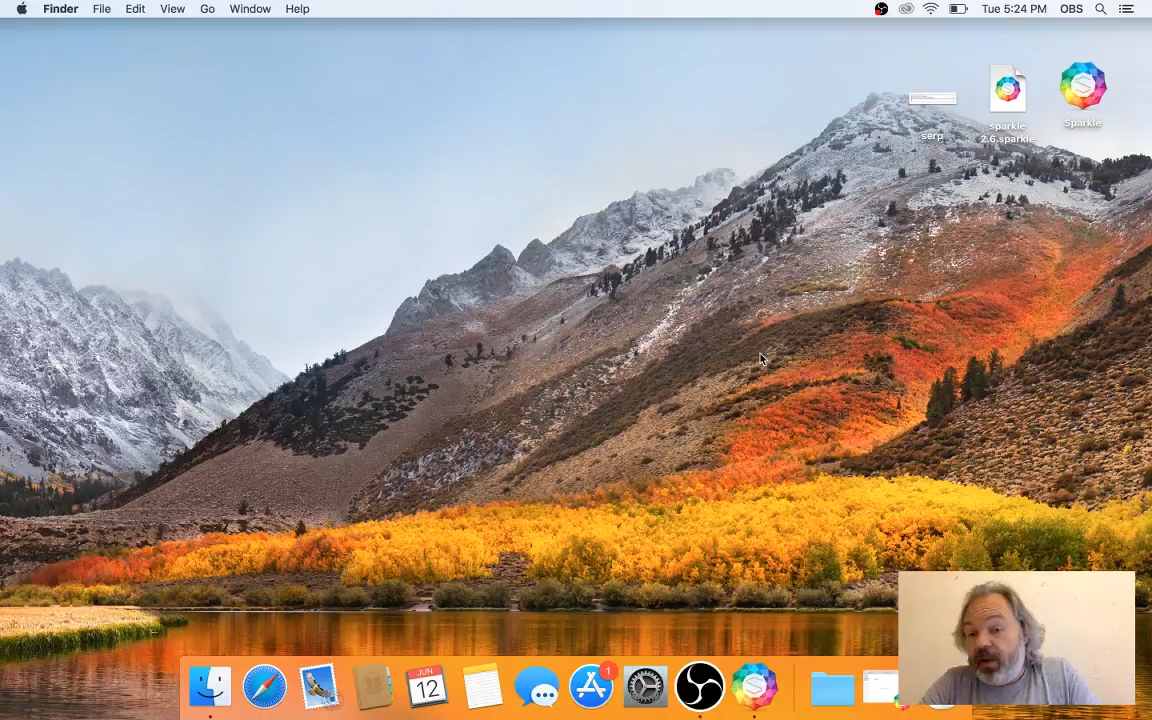 Finder File Edit View Go Window Help Tue 5:24 PM OBS
serp
sparkle
2.6.sparkle
Sparkle
1
JUN
12